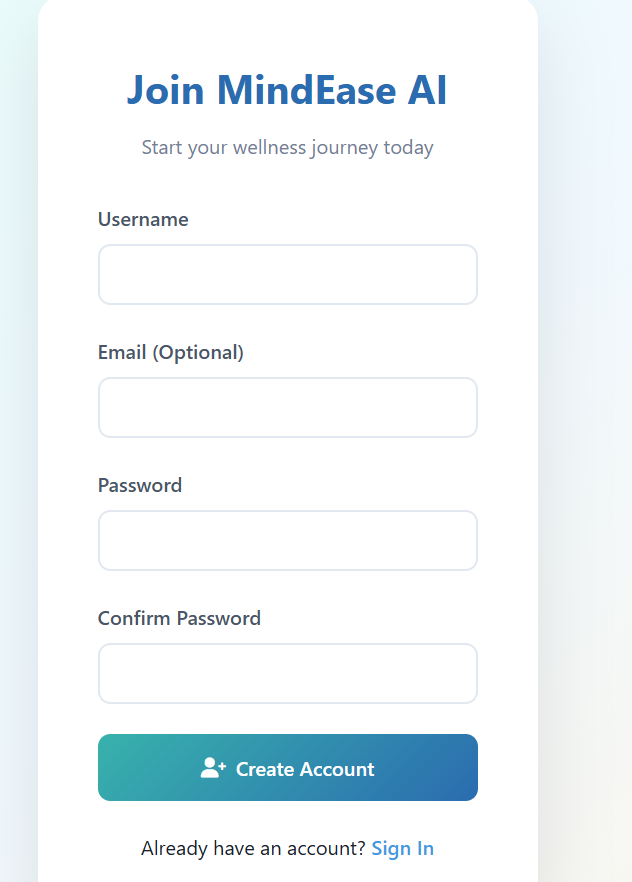 Join MindEase AI
Start your wellness journey today
Username
Email (Optional)
Password
Confirm Password
Create Account
Already have an account? Sign In